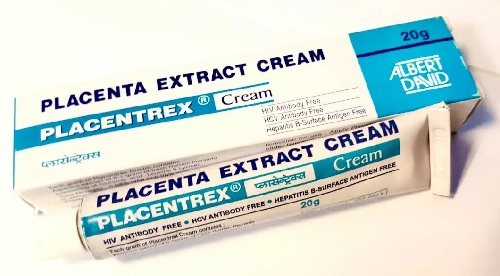 20g
ALBERT
DAVID
PLACENTA EXTRACT CREAM
PLACENTREX® Cream
HIV Antibody Free
HCV Antibody Free
Hepatitis B-Surface Antigen Free
प्लासेन्ट्रेक्स
PLACENTA EXTRACT CREAM
PLACENTREX® प्लासेन्ट्रेक्स Cream
HIV ANTIBODY FREE • HCV ANTIBODY FREE • HEPATITIS B-SURFACE ANTIGEN FREE
20g
Each gram of Placentrex Cream contains